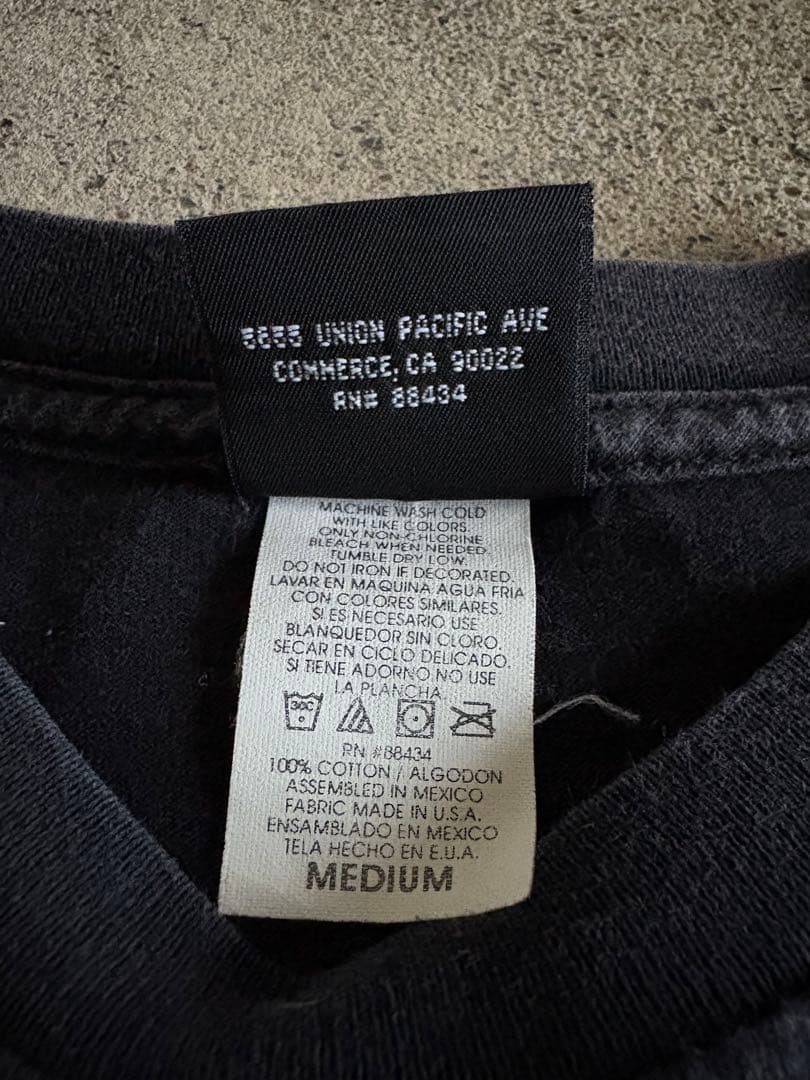 5655 UNION PACIFIC AVE
COMMERCE, CA 90022
RN# 88434
MACHINE WASH COLD
WITH LIKE COLORS.
ONLY NON-CHLORINE
BLEACH WHEN NEEDED.
TUMBLE DRY LOW.
DO NOT IRON IF DECORATED.
LAVAR EN MAQUINA AGUA FRIA
CON COLORES SIMILARES.
SI ES NECESARIO USE
BLANQUEDOR SIN CLORO.
SECAR EN CICLO DELICADO.
SI TIENE ADORNO NO USE
LA PLANCHA.
30C
RN #88434
100% COTTON / ALGODON
ASSEMBLED IN MEXICO
FABRIC MADE IN U.S.A.
ENSAMBLADO EN MEXICO
TELA HECHO EN E.U.A.
MEDIUM